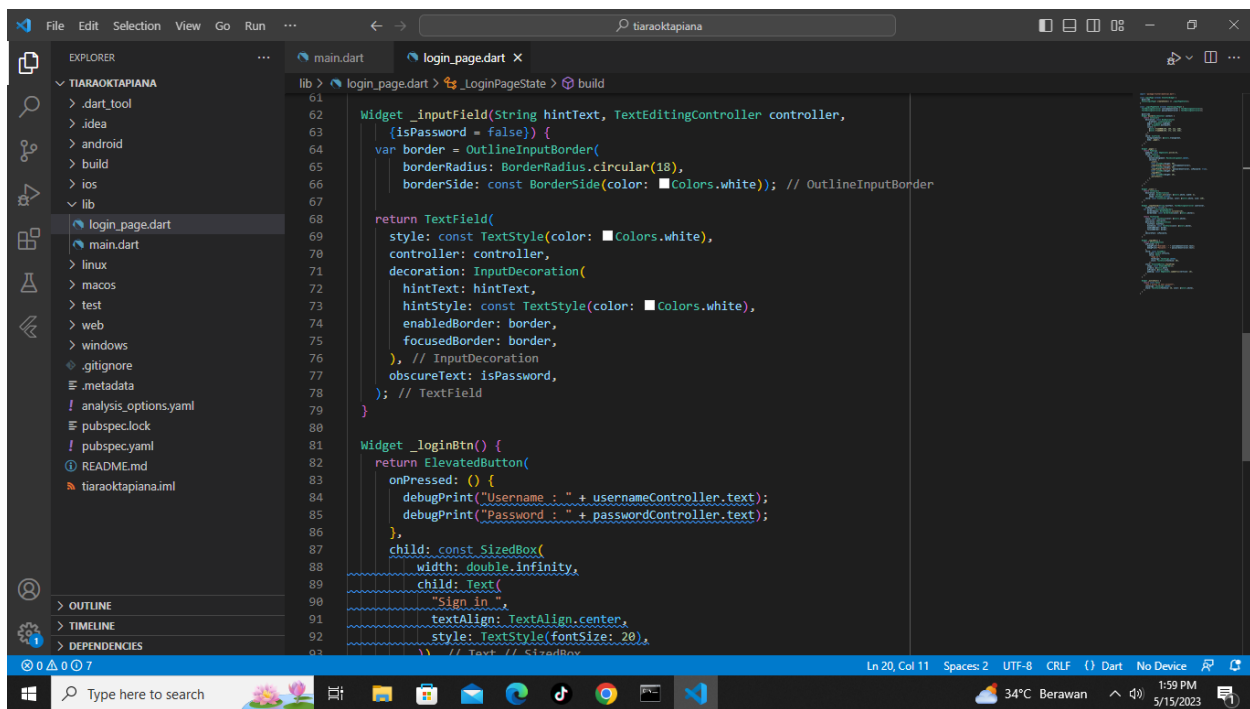 File Edit Selection View Go Run ··· ← → tiaraoktapiana
EXPLORER ···
TIARAOKTAPIANA
.dart_tool
.idea
android
build
ios
lib
login_page.dart
main.dart
linux
macos
test
web
windows
.gitignore
.metadata
analysis_options.yaml
pubspec.lock
pubspec.yaml
README.md
tiaraoktapiana.iml
OUTLINE
TIMELINE
DEPENDENCIES
main.dart login_page.dart
lib > login_page.dart > _LoginPageState > build
61
62 Widget _inputField(String hintText, TextEditingController controller,
63 {isPassword = false}) {
64 var border = OutlineInputBorder(
65 borderRadius: BorderRadius.circular(18),
66 borderSide: const BorderSide(color: Colors.white)); // OutlineInputBorder
67
68 return TextField(
69 style: const TextStyle(color: Colors.white),
70 controller: controller,
71 decoration: InputDecoration(
72 hintText: hintText,
73 hintStyle: const TextStyle(color: Colors.white),
74 enabledBorder: border,
75 focusedBorder: border,
76 ), // InputDecoration
77 obscureText: isPassword,
78 ); // TextField
79 }
80
81 Widget _loginBtn() {
82 return ElevatedButton(
83 onPressed: () {
84 debugPrint("Username : " + usernameController.text);
85 debugPrint("Password : " + passwordController.text);
86 },
87 child: const SizedBox(
88 width: double.infinity,
89 child: Text(
90 "Sign in ",
91 textAlign: TextAlign.center,
92 style: TextStyle(fontSize: 20),
93 )), // Text // SizedBox
1
0 0 7 Ln 20, Col 11 Spaces: 2 UTF-8 CRLF {} Dart No Device
Type here to search 34°C Berawan 1:59 PM
5/15/2023
1